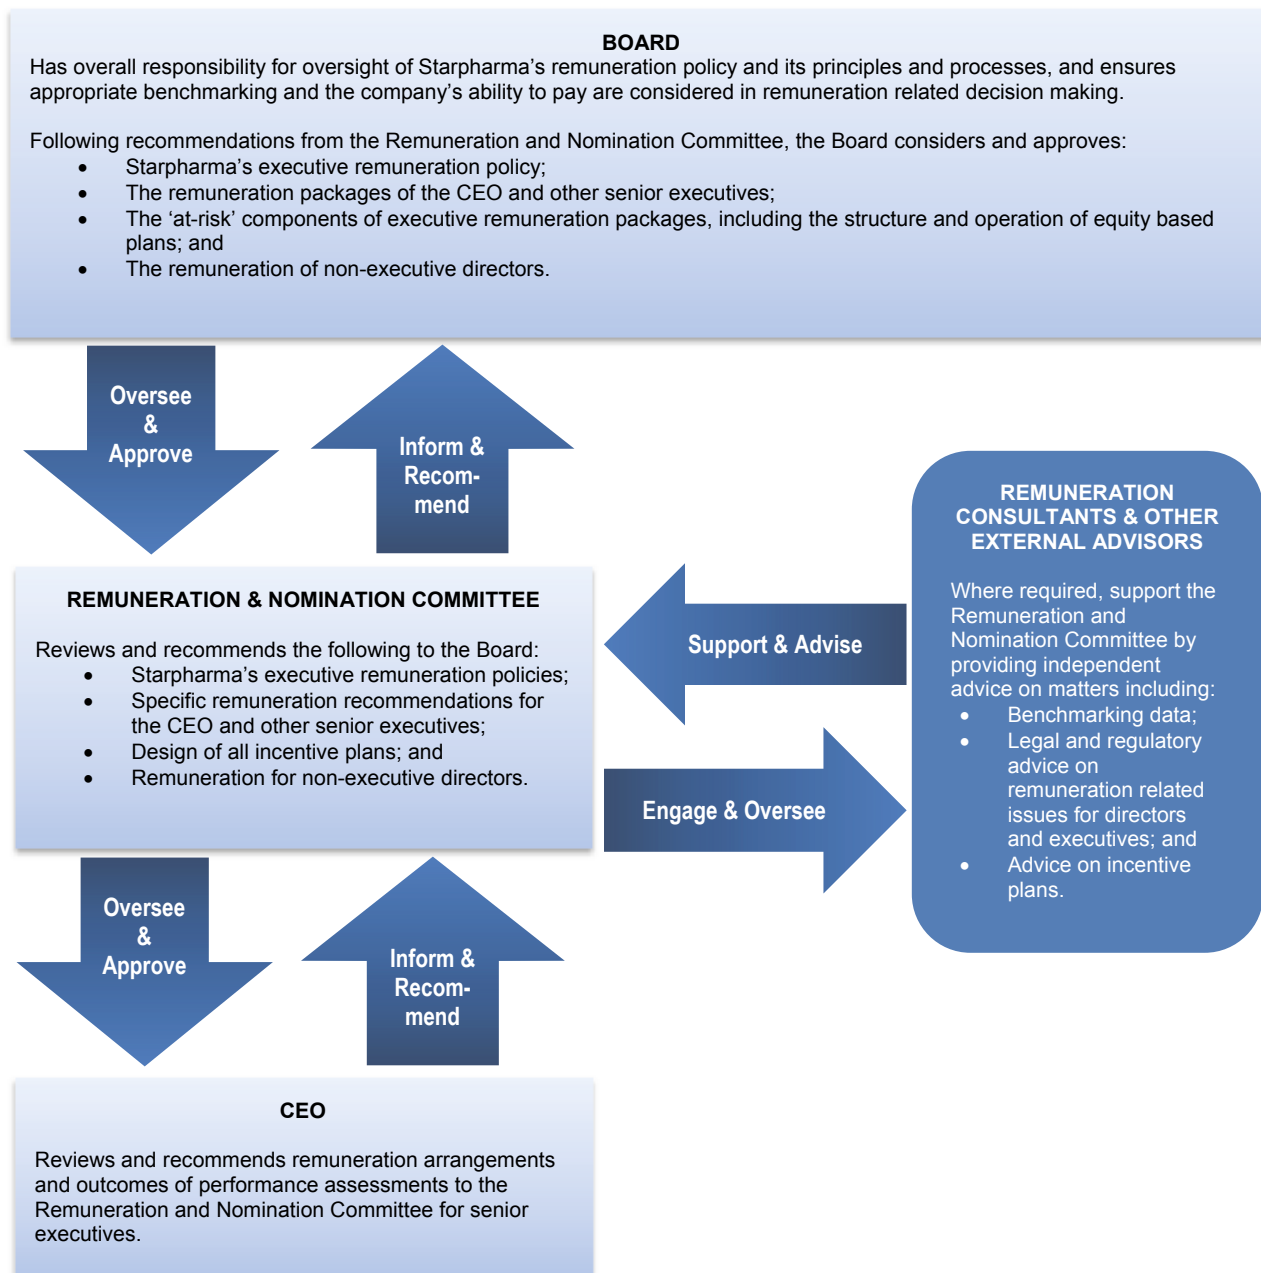 BOARD
Has overall responsibility for oversight of Starpharma’s remuneration policy and its principles and processes, and ensures
appropriate benchmarking and the company’s ability to pay are considered in remuneration related decision making.
Following recommendations from the Remuneration and Nomination Committee, the Board considers and approves:
• Starpharma’s executive remuneration policy;
• The remuneration packages of the CEO and other senior executives;
• The ‘at-risk’ components of executive remuneration packages, including the structure and operation of equity based
plans; and
• The remuneration of non-executive directors.
Oversee
&
Approve
Inform &
Recom-
mend
REMUNERATION & NOMINATION COMMITTEE
Reviews and recommends the following to the Board:
• Starpharma’s executive remuneration policies;
• Specific remuneration recommendations for
the CEO and other senior executives;
• Design of all incentive plans; and
• Remuneration for non-executive directors.
Support & Advise
Engage & Oversee
REMUNERATION
CONSULTANTS & OTHER
EXTERNAL ADVISORS
Where required, support the
Remuneration and
Nomination Committee by
providing independent
advice on matters including:
• Benchmarking data;
• Legal and regulatory
advice on
remuneration related
issues for directors
and executives; and
• Advice on incentive
plans.
Oversee
&
Approve
Inform &
Recom-
mend
CEO
Reviews and recommends remuneration arrangements
and outcomes of performance assessments to the
Remuneration and Nomination Committee for senior
executives.